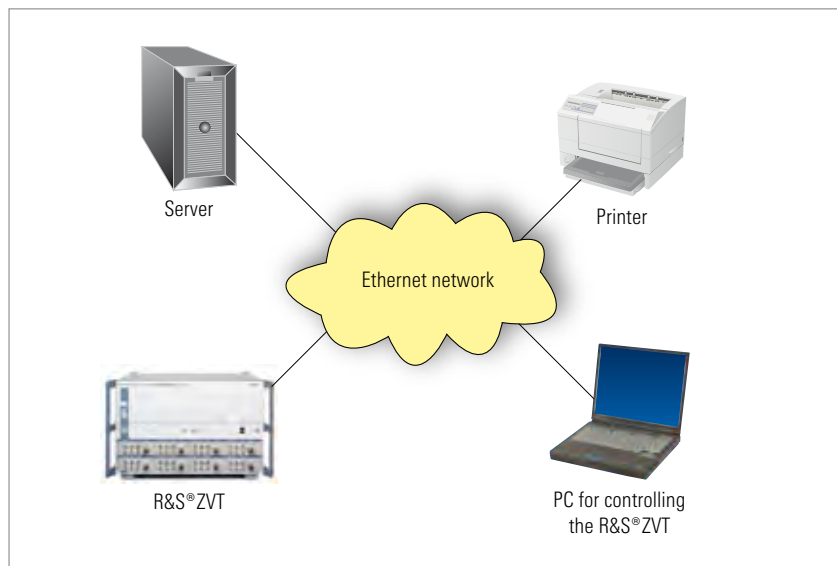 Server
Printer
Ethernet network
R&S®ZVT
PC for controlling
the R&S®ZVT